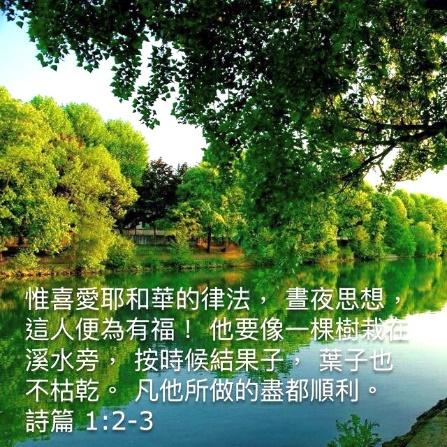 惟喜愛耶和華的律法， 晝夜思想，
這人便為有福！ 他要像一棵樹栽在
溪水旁， 按時候結果子， 葉子也
不枯乾。 凡他所做的盡都順利。
詩篇 1:2-3